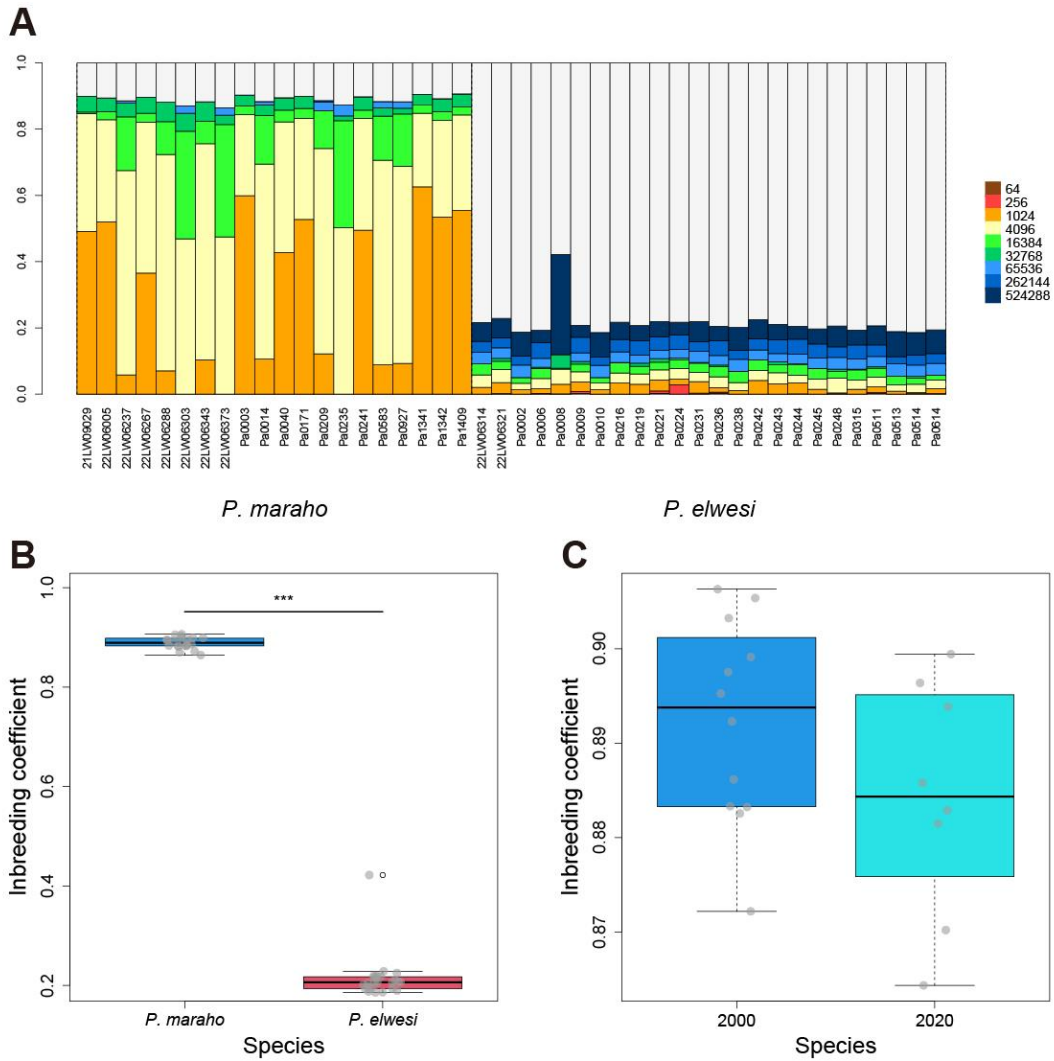 A
1.0
0.8
0.6
0.4
0.2
0.0
64
256
1024
4096
16384
32768
65536
262144
524288
21LW09029
22LW06005
22LW06237
22LW06267
22LW06288
22LW06303
22LW06343
22LW06373
Pa0003
Pa0014
Pa0040
Pa0171
Pa0209
Pa0235
Pa0241
Pa0583
Pa0927
Pa1341
Pa1342
Pa1409
22LW06314
22LW06321
Pa0002
Pa0006
Pa0008
Pa0009
Pa0010
Pa0216
Pa0219
Pa0221
Pa0224
Pa0231
Pa0236
Pa0238
Pa0242
Pa0243
Pa0244
Pa0245
Pa0248
Pa0315
Pa0511
Pa0513
Pa0514
Pa0614
P. maraho
P. elwesi
B
Inbreeding coefficient
1.0
0.8
0.6
0.4
0.2
***
P. maraho
P. elwesi
Species
C
Inbreeding coefficient
0.90
0.89
0.88
0.87
2000
2020
Species